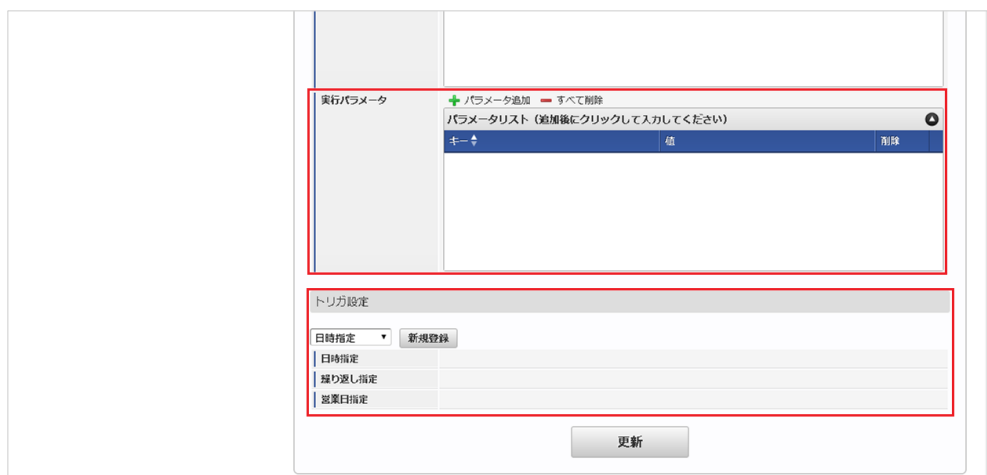 実行パラメータ
パラメータ追加 すべて削除
パラメータリスト（追加後にクリックして入力してください）
キー 値 削除
トリガ設定
日時指定 新規登録
日時指定
繰り返し指定
営業日指定
更新